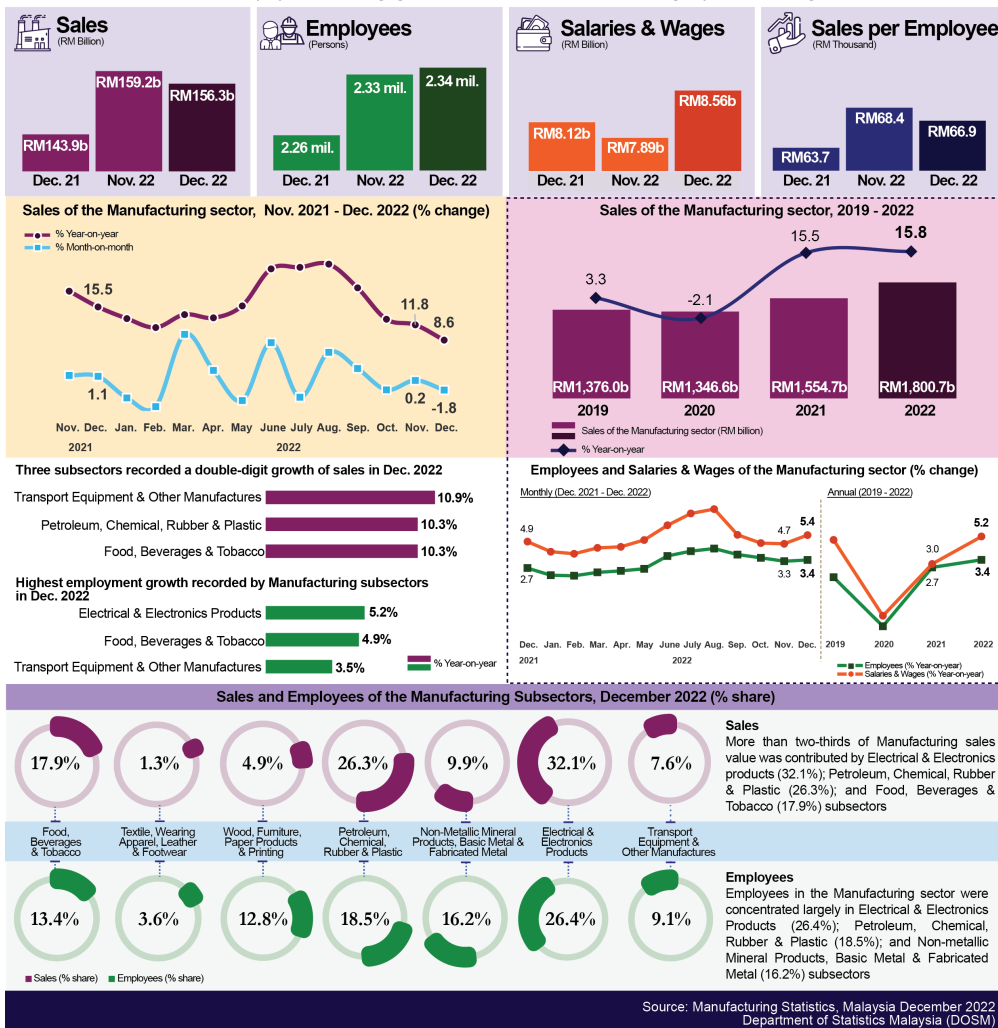 Sales
(RM Billion)
RM143.9b
RM159.2b
RM156.3b
Dec. 21
Nov. 22
Dec. 22
Employees
(Persons)
2.26 mil.
2.33 mil.
2.34 mil.
Dec. 21
Nov. 22
Dec. 22
Salaries & Wages
(RM Billion)
RM8.12b
RM7.89b
RM8.56b
Dec. 21
Nov. 22
Dec. 22
Sales per Employee
(RM Thousand)
RM63.7
RM68.4
RM66.9
Dec. 21
Nov. 22
Dec. 22
Sales of the Manufacturing sector, Nov. 2021 - Dec. 2022 (% change)
% Year-on-year
% Month-on-month
15.5
11.8
8.6
1.1
0.2
-1.8
Nov. Dec. Jan. Feb. Mar. Apr. May June July Aug. Sep. Oct. Nov. Dec.
2021 2022
Sales of the Manufacturing sector, 2019 - 2022
3.3
-2.1
15.5
15.8
RM1,376.0b
RM1,346.6b
RM1,554.7b
RM1,800.7b
2019
2020
2021
2022
Sales of the Manufacturing sector (RM billion)
% Year-on-year
Three subsectors recorded a double-digit growth of sales in Dec. 2022
Transport Equipment & Other Manufactures 10.9%
Petroleum, Chemical, Rubber & Plastic 10.3%
Food, Beverages & Tobacco 10.3%
Highest employment growth recorded by Manufacturing subsectors
in Dec. 2022
Electrical & Electronics Products 5.2%
Food, Beverages & Tobacco 4.9%
Transport Equipment & Other Manufactures 3.5%
% Year-on-year
Employees and Salaries & Wages of the Manufacturing sector (% change)
Monthly (Dec. 2021 - Dec. 2022)
4.9
2.7
4.7
5.4
3.3
3.4
Dec. Jan. Feb. Mar. Apr. May June July Aug. Sep. Oct. Nov. Dec.
2021 2022
Annual (2019 - 2022)
3.0
2.7
5.2
3.4
2019 2020 2021 2022
Employees (% Year-on-year)
Salaries & Wages (% Year-on-year)
Sales and Employees of the Manufacturing Subsectors, December 2022 (% share)
17.9%
1.3%
4.9%
26.3%
9.9%
32.1%
7.6%
Food,
Beverages
& Tobacco
Textile, Wearing
Apparel, Leather
& Footwear
Wood, Furniture,
Paper Products
& Printing
Petroleum,
Chemical,
Rubber & Plastic
Non-Metallic Mineral
Products, Basic Metal &
Fabricated Metal
Electrical &
Electronics
Products
Transport
Equipment &
Other Manufactures
13.4%
3.6%
12.8%
18.5%
16.2%
26.4%
9.1%
Sales (% share)
Employees (% share)
Sales
More than two-thirds of Manufacturing sales
value was contributed by Electrical & Electronics
products (32.1%); Petroleum, Chemical, Rubber
& Plastic (26.3%); and Food, Beverages &
Tobacco (17.9%) subsectors
Employees
Employees in the Manufacturing sector were
concentrated largely in Electrical & Electronics
Products (26.4%); Petroleum, Chemical,
Rubber & Plastic (18.5%); and Non-metallic
Mineral Products, Basic Metal & Fabricated
Metal (16.2%) subsectors
Source: Manufacturing Statistics, Malaysia December 2022
Department of Statistics Malaysia (DOSM)